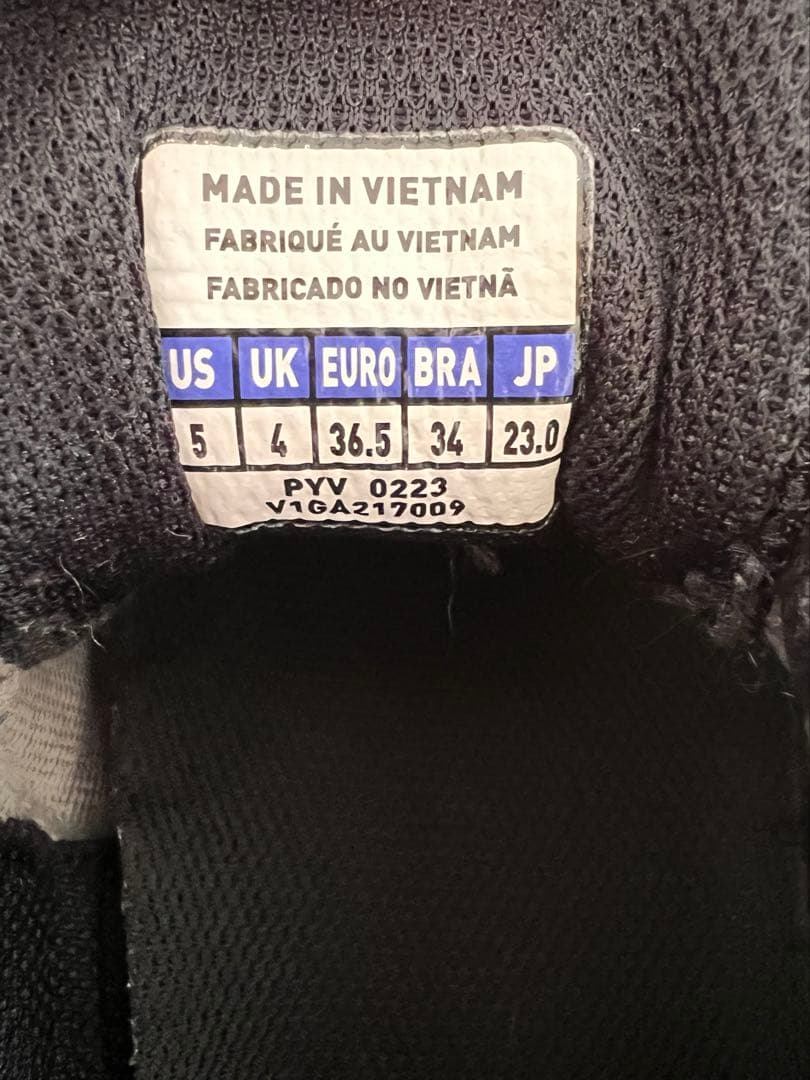 MADE IN VIETNAM
FABRIQUÉ AU VIETNAM
FABRICADO NO VIETNÃ
US UK EURO BRA JP
5 4 36.5 34 23.0
PYV 0223
V1GA217009